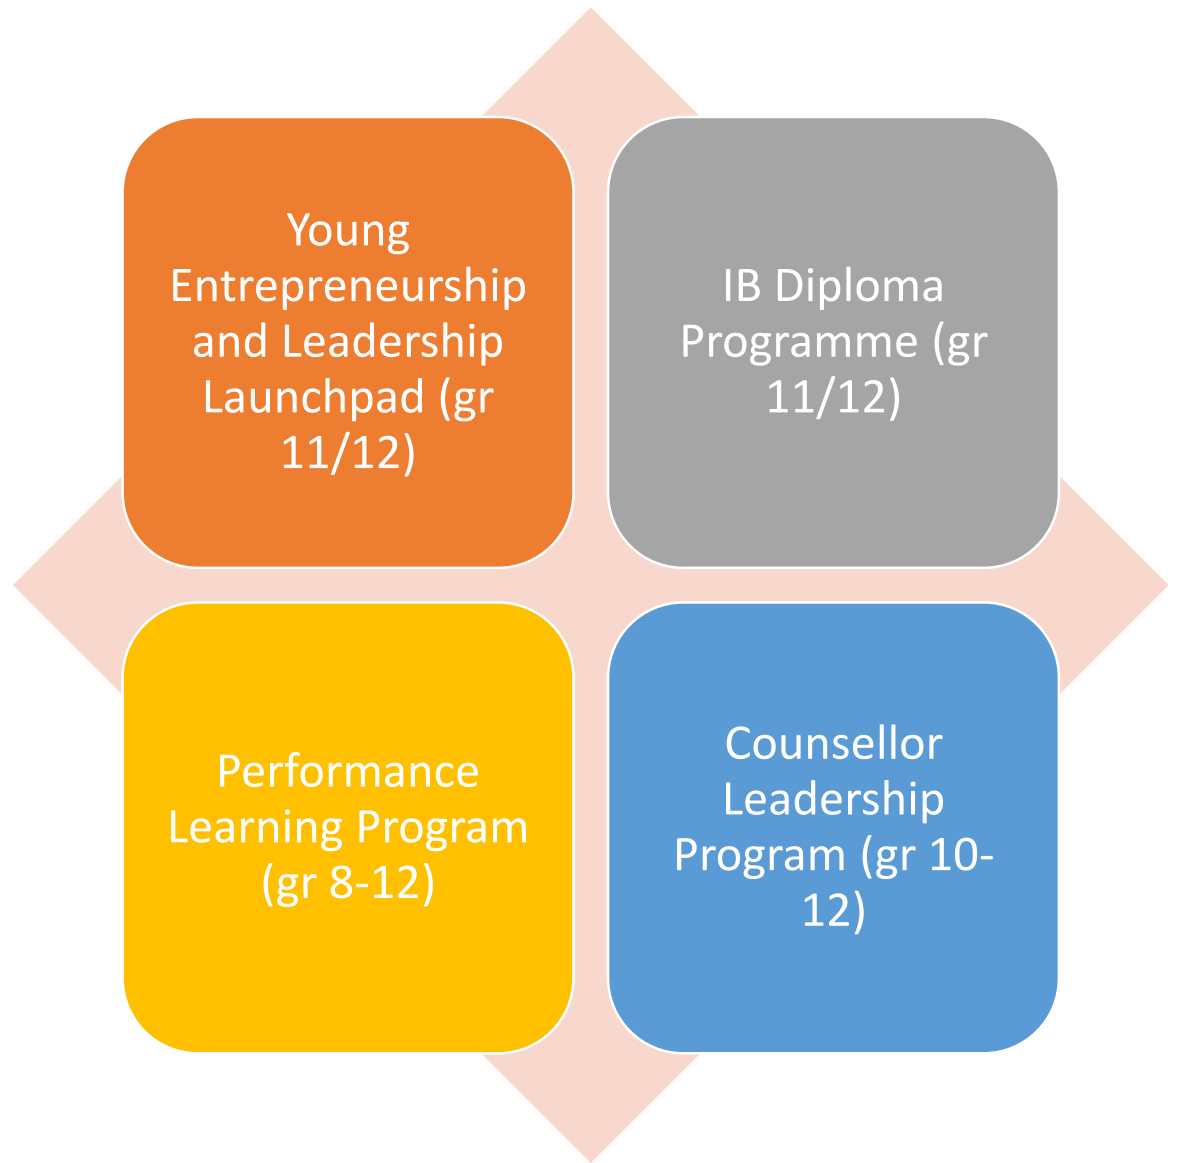 Young
Entrepreneurship
and Leadership
Launchpad (gr
11/12)
IB Diploma
Programme (gr
11/12)
Performance
Learning Program
(gr 8-12)
Counsellor
Leadership
Program (gr 10-
12)